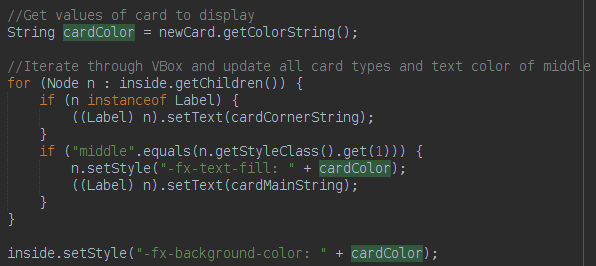 //Get values of card to display
String cardColor = newCard.getColorString();
//Iterate through VBox and update all card types and text color of middle
for (Node n : inside.getChildren()) {
if (n instanceof Label) {
((Label) n).setText(cardCornerString);
}
if ("middle".equals(n.getStyleClass().get(1))) {
n.setStyle("-fx-text-fill: " + cardColor);
((Label) n).setText(cardMainString);
}
}
inside.setStyle("-fx-background-color: " + cardColor);